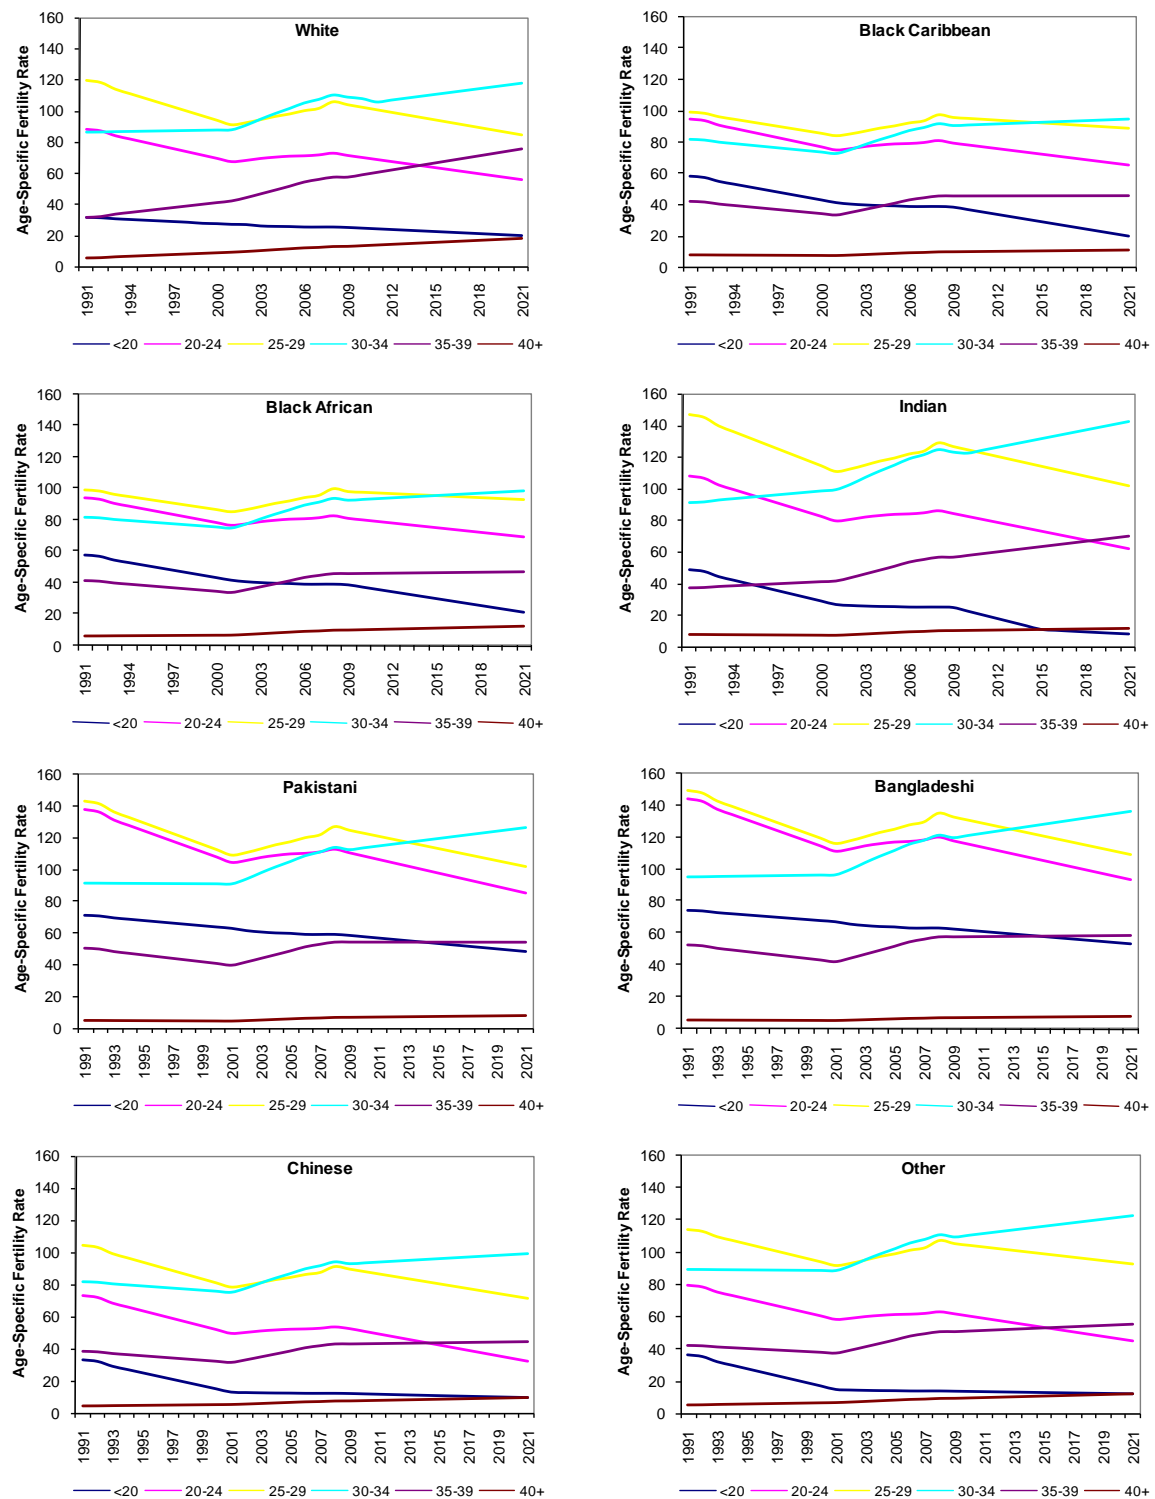 White
Age-Specific Fertility Rate
160
140
120
100
80
60
40
20
0
1991 1994 1997 2000 2003 2006 2009 2012 2015 2018 2021
<20 20-24 25-29 30-34 35-39 40+
Black Caribbean
Age-Specific Fertility Rate
160
140
120
100
80
60
40
20
0
1991 1994 1997 2000 2003 2006 2009 2012 2015 2018 2021
<20 20-24 25-29 30-34 35-39 40+
Black African
Age-Specific Fertility Rate
160
140
120
100
80
60
40
20
0
1991 1994 1997 2000 2003 2006 2009 2012 2015 2018 2021
<20 20-24 25-29 30-34 35-39 40+
Indian
Age-Specific Fertility Rate
160
140
120
100
80
60
40
20
0
1991 1994 1997 2000 2003 2006 2009 2012 2015 2018 2021
<20 20-24 25-29 30-34 35-39 40+
Pakistani
Age-Specific Fertility Rate
160
140
120
100
80
60
40
20
0
1991 1993 1995 1997 1999 2001 2003 2005 2007 2009 2011 2013 2015 2017 2019 2021
<20 20-24 25-29 30-34 35-39 40+
Bangladeshi
Age-Specific Fertility Rate
160
140
120
100
80
60
40
20
0
1991 1993 1995 1997 1999 2001 2003 2005 2007 2009 2011 2013 2015 2017 2019 2021
<20 20-24 25-29 30-34 35-39 40+
Chinese
Age-Specific Fertility Rate
160
140
120
100
80
60
40
20
0
1991 1993 1995 1997 1999 2001 2003 2005 2007 2009 2011 2013 2015 2017 2019 2021
<20 20-24 25-29 30-34 35-39 40+
Other
Age-Specific Fertility Rate
160
140
120
100
80
60
40
20
0
1991 1993 1995 1997 1999 2001 2003 2005 2007 2009 2011 2013 2015 2017 2019 2021
<20 20-24 25-29 30-34 35-39 40+